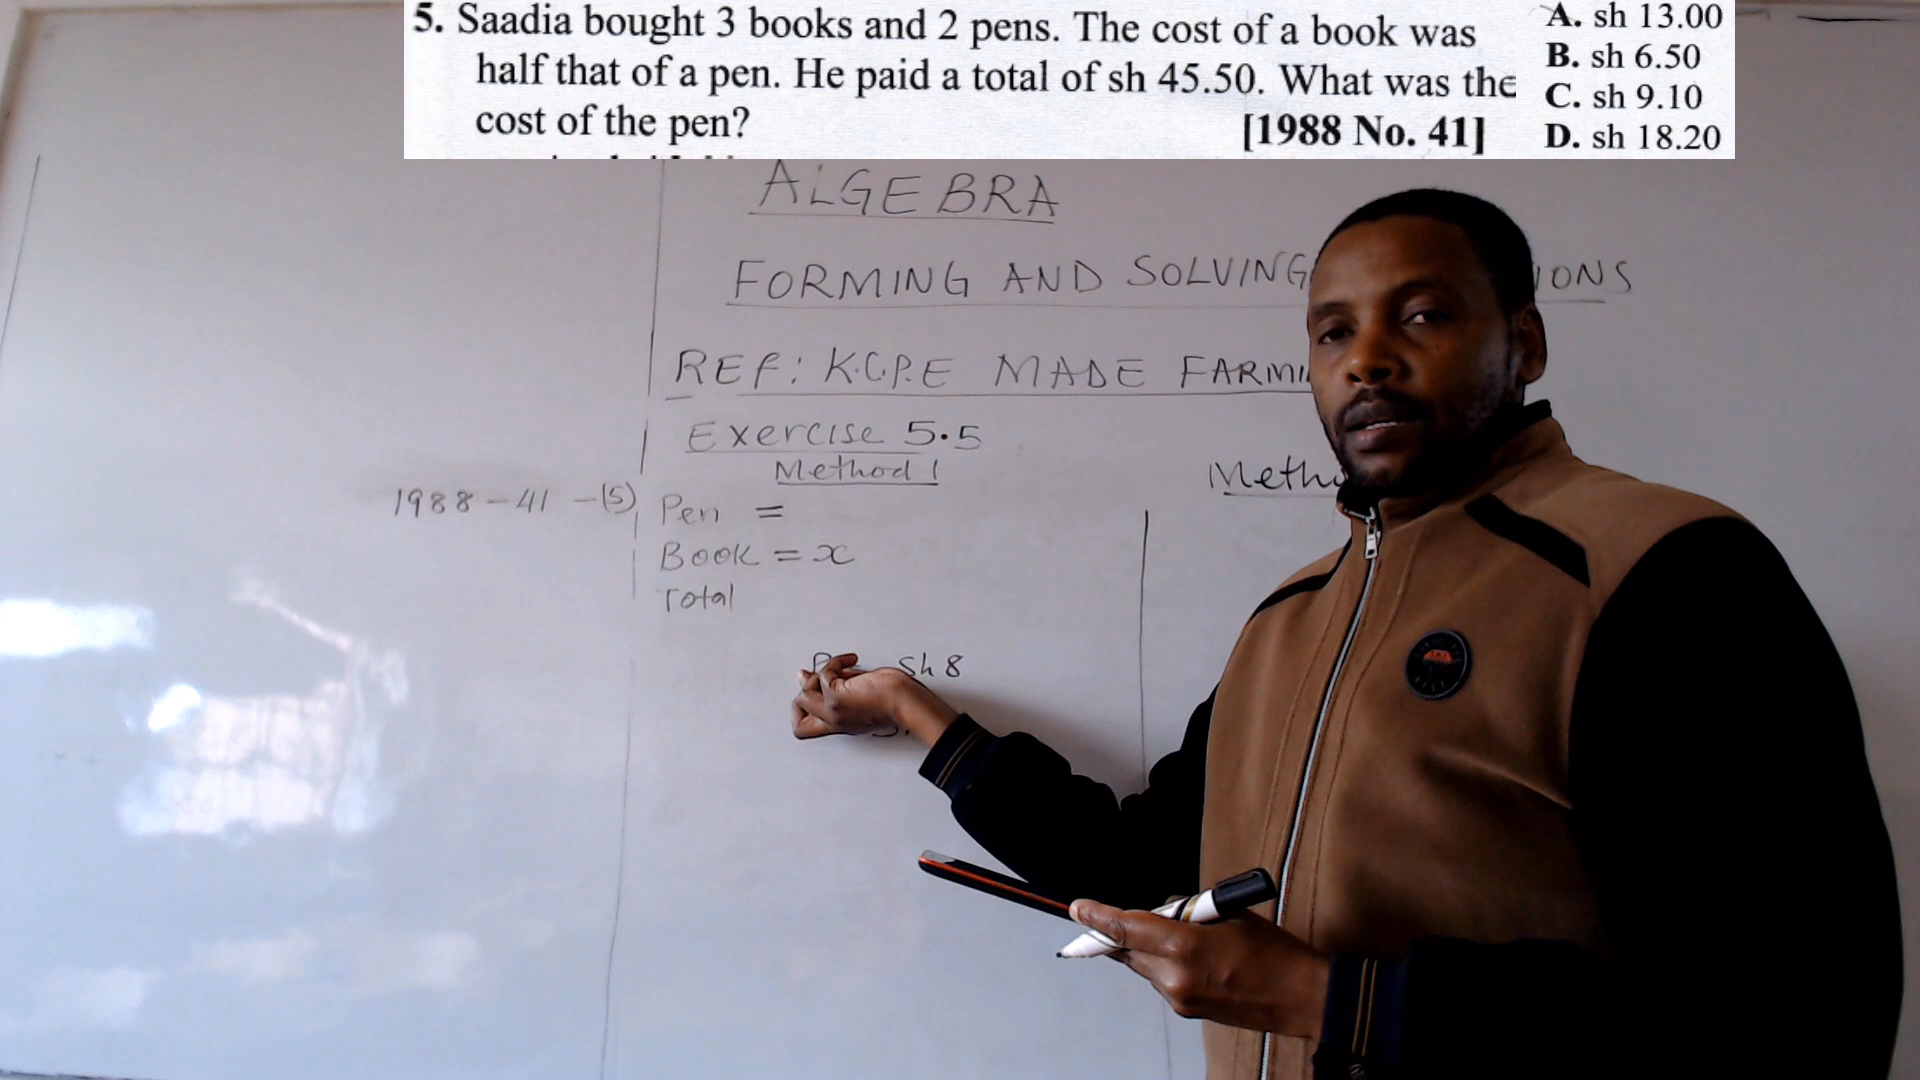 5. Saadia bought 3 books and 2 pens. The cost of a book was
half that of a pen. He paid a total of sh 45.50. What was the
cost of the pen? [1988 No. 41]
A. sh 13.00
B. sh 6.50
C. sh 9.10
D. sh 18.20
ALGEBRA
FORMING AND SOLVING IONS
REF: K.C.P.E MADE FARMI
Exercise 5.5
Method 1
Metho
1988-41-(5)
Pen =
Book = x
Total
Sh 8